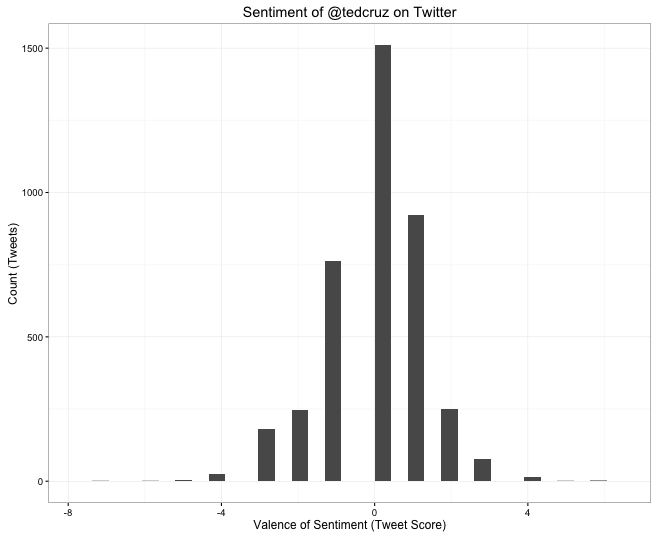 Sentiment of @tedcruz on Twitter
1500
1000
500
0
Count (Tweets)
-8
-4
0
4
Valence of Sentiment (Tweet Score)